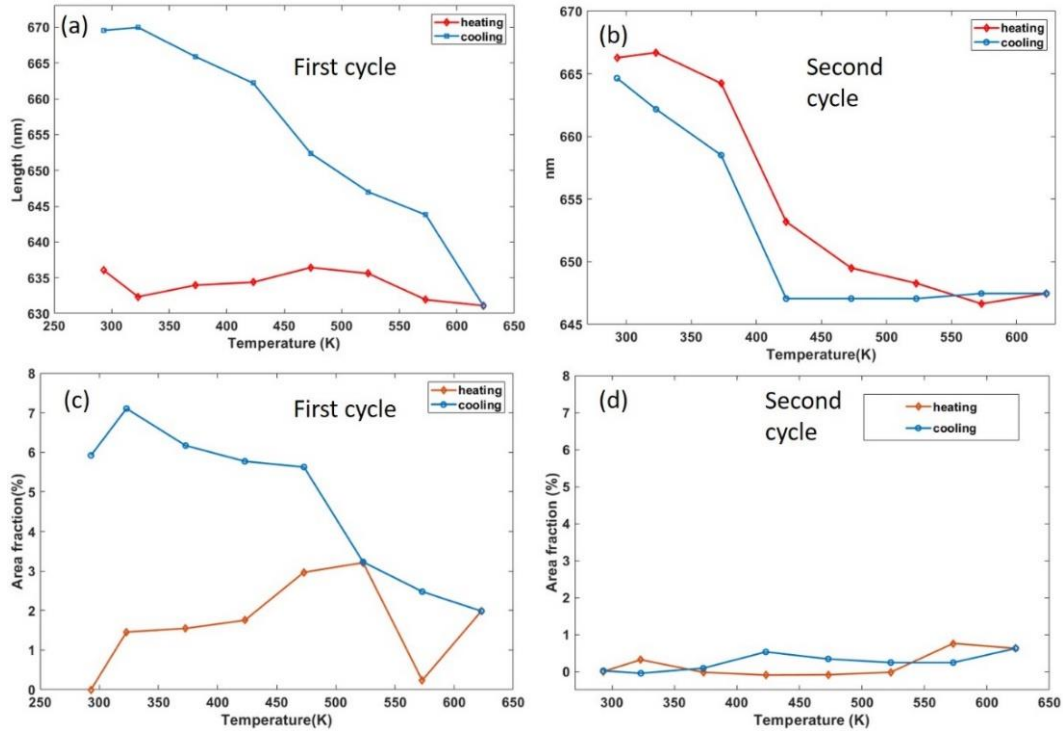 (a)
First cycle
heating
cooling
Length (nm)
670
665
660
655
650
645
640
635
630
250
300
350
400
450
500
550
600
650
Temperature (K)
(b)
Second
cycle
heating
cooling
nm
670
665
660
655
650
645
300
350
400
450
500
550
600
Temperature(K)
(c)
First cycle
heating
cooling
Area fraction(%)
8
7
6
5
4
3
2
1
0
250
300
350
400
450
500
550
600
650
Temperature(K)
(d)
Second
cycle
heating
cooling
Area fraction (%)
8
7
6
5
4
3
2
1
0
300
350
400
450
500
550
600
650
Temperature (K)